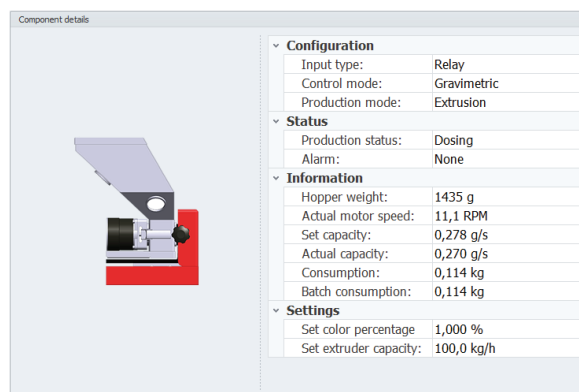 Component details
Configuration
Input type: Relay
Control mode: Gravimetric
Production mode: Extrusion
Status
Production status: Dosing
Alarm: None
Information
Hopper weight: 1435 g
Actual motor speed: 11,1 RPM
Set capacity: 0,278 g/s
Actual capacity: 0,270 g/s
Consumption: 0,114 kg
Batch consumption: 0,114 kg
Settings
Set color percentage 1,000 %
Set extruder capacity: 100,0 kg/h